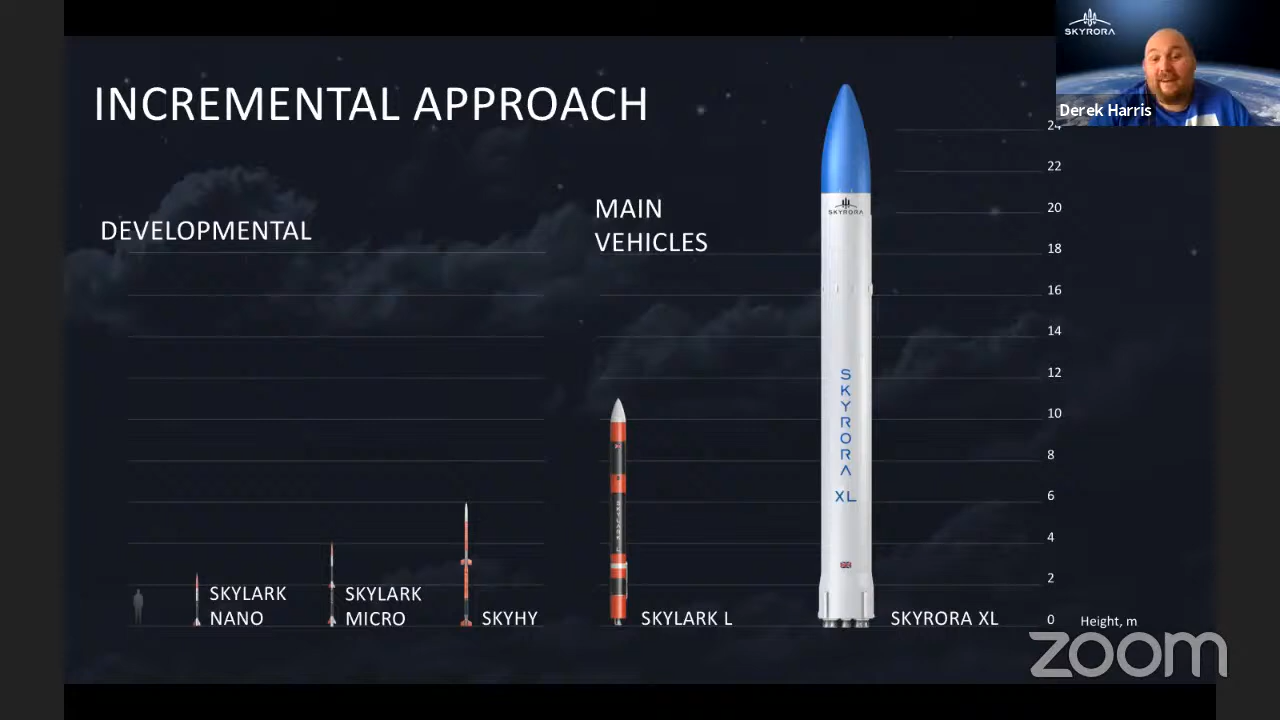 INCREMENTAL APPROACH
SKYRORA
Derek Harris
DEVELOPMENTAL
MAIN
VEHICLES
SKYRORA
24
22
20
18
16
14
12
10
8
6
4
2
0
Height, m
SKYRORA
XL
SKYLARK
NANO
SKYLARK
MICRO
SKYHY
SKYLARK L
SKYRORA XL
zoom